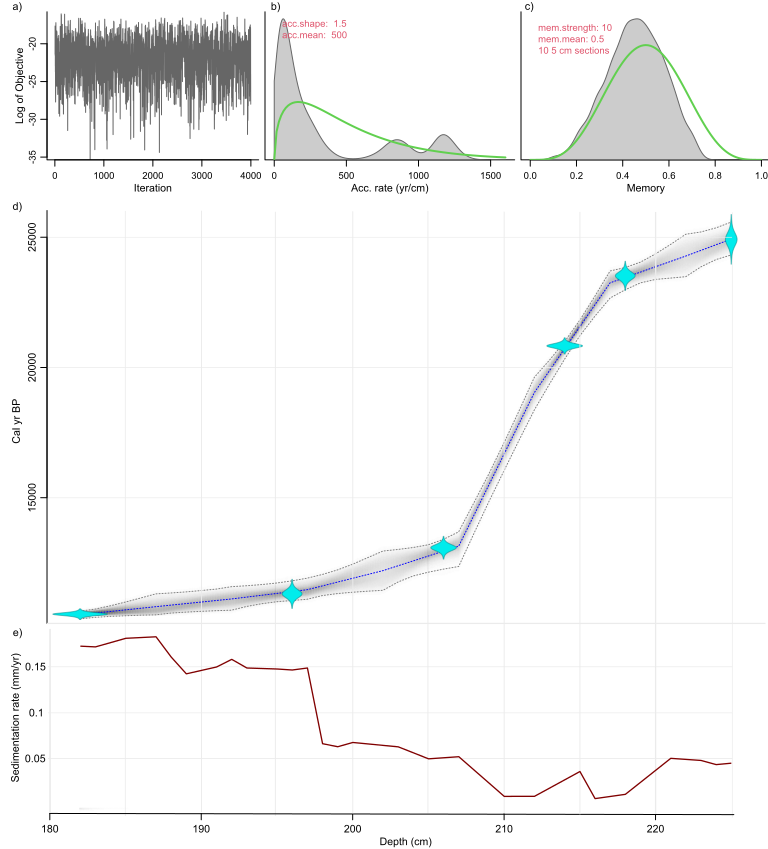 a)
Log of Objective
-20
-25
-30
-35
0
1000
2000
3000
4000
Iteration
b)
acc.shape: 1.5
acc.mean: 500
0
500
1000
1500
Acc. rate (yr/cm)
c)
mem.strength: 10
mem.mean: 0.5
10 5 cm sections
0.0
0.2
0.4
0.6
0.8
1.0
Memory
d)
Cal yr BP
25000
20000
15000
e)
Sedimentation rate (mm/yr)
0.15
0.1
0.05
180
190
200
210
220
Depth (cm)